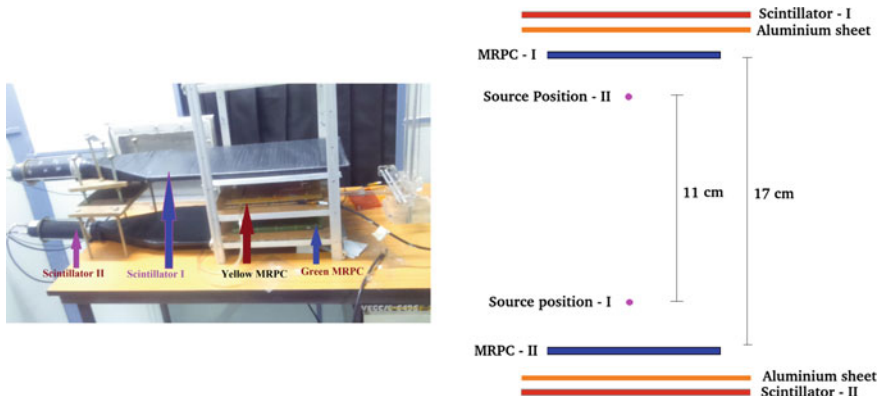 Scintillator II
Scintillator I
Yellow MRPC
Green MRPC
Scintillator - I
Aluminium sheet
MRPC - I
Source Position - II
11 cm
17 cm
Source position - I
MRPC - II
Aluminium sheet
Scintillator - II